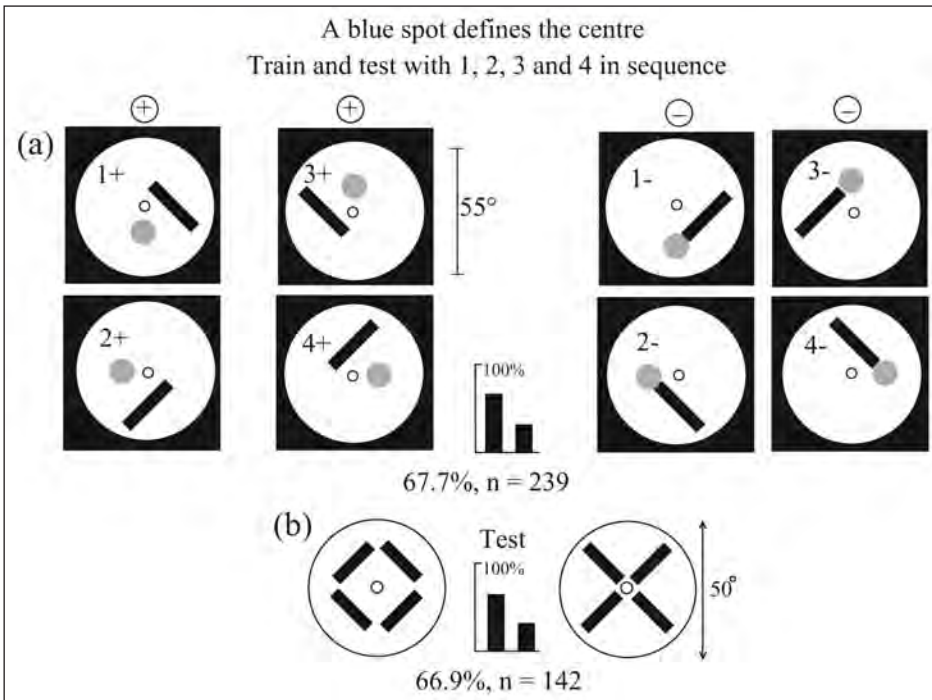 A blue spot defines the centre
Train and test with 1, 2, 3 and 4 in sequence
+ + − −
(a)
1+ 3+ 55° 1- 3-
2+ 4+ 100% 2- 4-
67.7%, n = 239
(b) Test
100% 50°
66.9%, n = 142